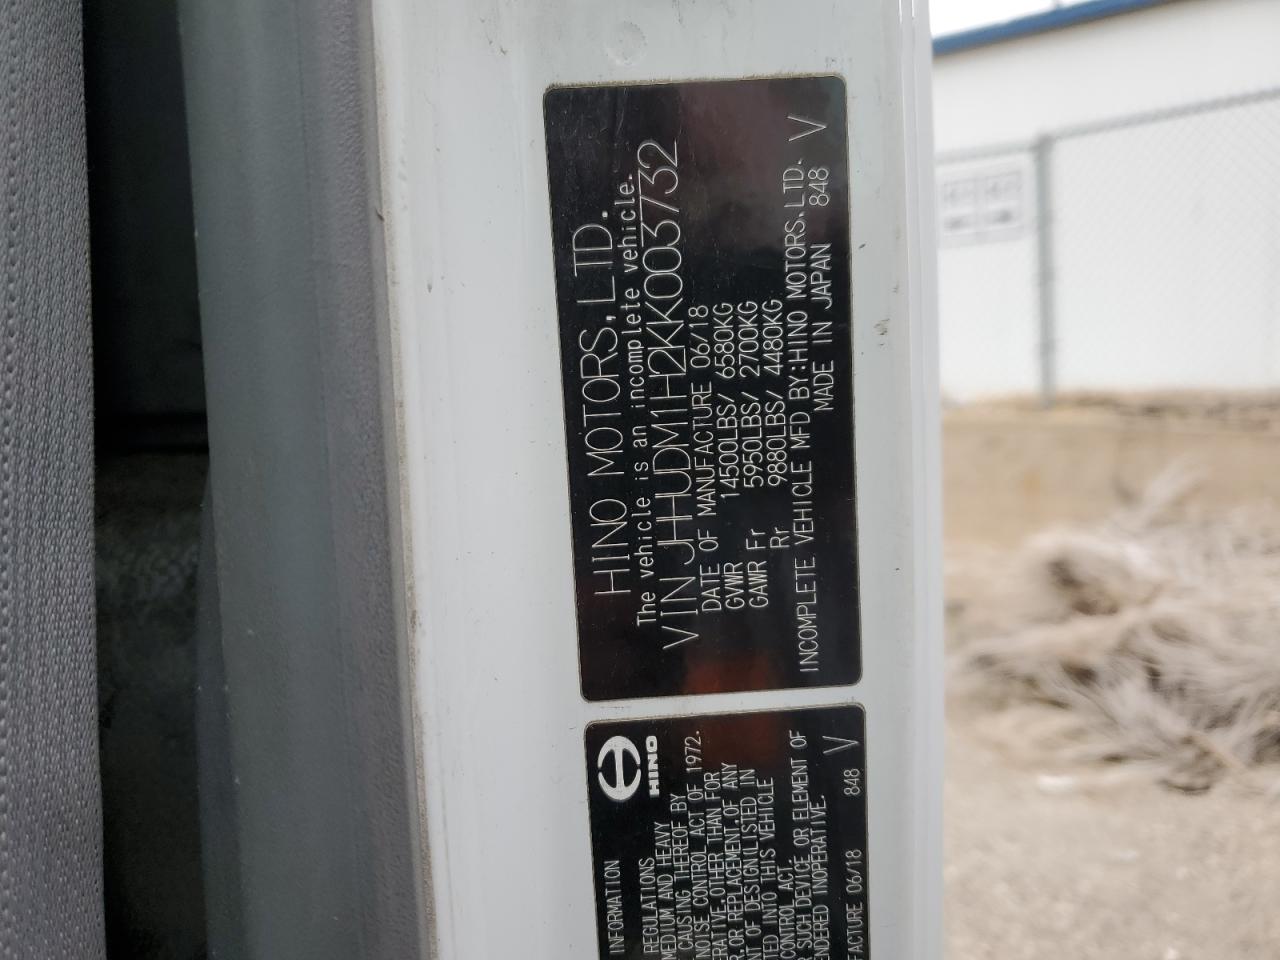 HINO MOTORS, LTD.
The vehicle is an incomplete vehicle.
VIN JHHUDM1H2KK003732
DATE OF MANUFACTURE 06/18
GVWR 14500LBS/ 6580KG
GAWR Fr 5950LBS/ 2700KG
Rr 9880LBS/ 4480KG
INCOMPLETE VEHICLE MFD BY:HINO MOTORS,LTD.
MADE IN JAPAN 848 V
HINO
INFORMATION
REGULATIONS
MEDIUM AND HEAVY
CAUSING THEREOF BY
NOISE CONTROL ACT OF 1972.
ERATIVE,OTHER THAN FOR
R,OR REPLACEMENT,OF ANY
NT OF DESIGN(LISTED IN
TED INTO THIS VEHICLE
CONTROL ACT.
R SUCH DEVICE OR ELEMENT OF
ENDERED INOPERATIVE.
FACTURE 06/18 848 V